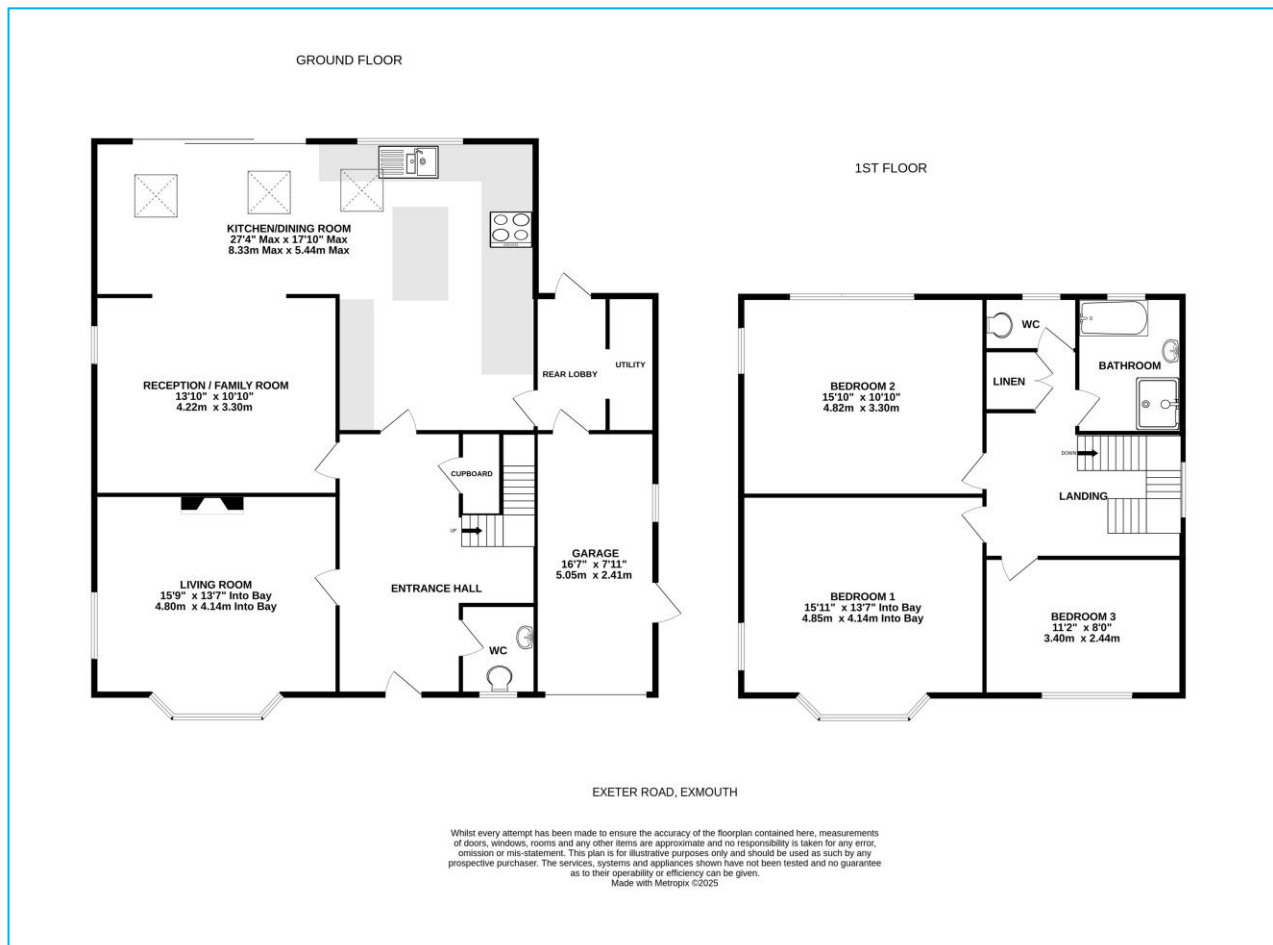 GROUND FLOOR
KITCHEN/DINING ROOM
27'4" Max x 17'10" Max
8.33m Max x 5.44m Max
RECEPTION / FAMILY ROOM
13'10" x 10'10"
4.22m x 3.30m
REAR LOBBY
UTILITY
CUPBOARD
UP
LIVING ROOM
15'9" x 13'7" Into Bay
4.80m x 4.14m Into Bay
ENTRANCE HALL
GARAGE
16'7" x 7'11"
5.05m x 2.41m
WC
1ST FLOOR
WC
BATHROOM
LINEN
BEDROOM 2
15'10" x 10'10"
4.82m x 3.30m
DOWN
LANDING
BEDROOM 1
15'11" x 13'7" Into Bay
4.85m x 4.14m Into Bay
BEDROOM 3
11'2" x 8'0"
3.40m x 2.44m
EXETER ROAD, EXMOUTH
Whilst every attempt has been made to ensure the accuracy of the floorplan contained here, measurements
of doors, windows, rooms and any other items are approximate and no responsibility is taken for any error,
omission or mis-statement. This plan is for illustrative purposes only and should be used as such by any
prospective purchaser. The services, systems and appliances shown have not been tested and no guarantee
as to their operability or efficiency can be given.
Made with Metropix ©2025